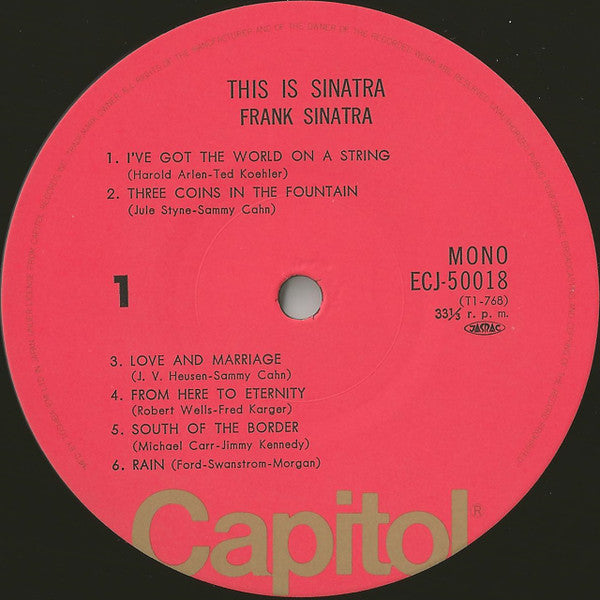 THIS IS SINATRA
FRANK SINATRA
1. I'VE GOT THE WORLD ON A STRING
(Harold Arlen-Ted Koehler)
2. THREE COINS IN THE FOUNTAIN
(Jule Styne-Sammy Cahn)
1
MONO
ECJ-50018
(T1-768)
33⅓ r. p. m.
JASRAC
3. LOVE AND MARRIAGE
(J. V. Heusen-Sammy Cahn)
4. FROM HERE TO ETERNITY
(Robert Wells-Fred Karger)
5. SOUTH OF THE BORDER
(Michael Carr-Jimmy Kennedy)
6. RAIN (Ford-Swanstrom-Morgan)
Capitol®